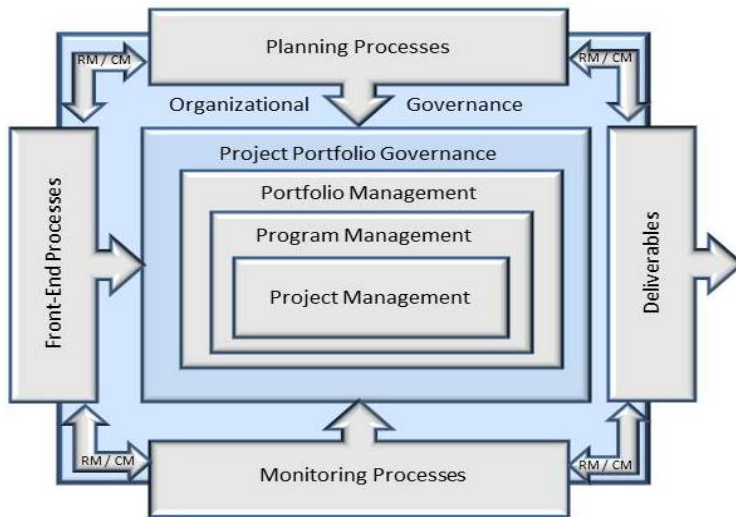 Planning Processes
RM / CM
RM / CM
Organizational Governance
Project Portfolio Governance
Portfolio Management
Program Management
Project Management
Front-End Processes
Deliverables
RM / CM
RM / CM
Monitoring Processes